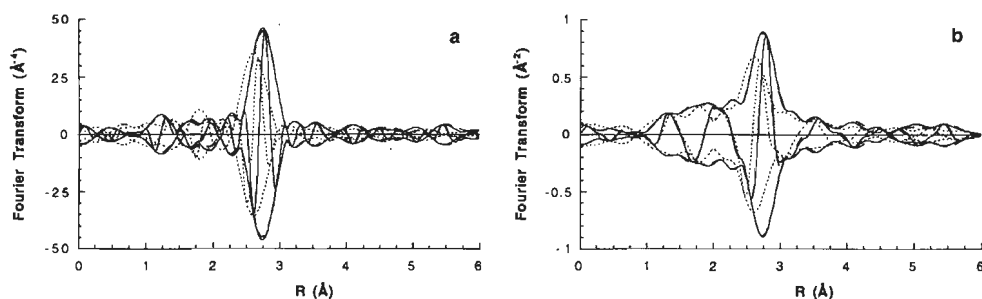 a
Fourier Transform (Å⁻⁴)
50
25
0
-25
-50
0 1 2 3 4 5 6
R (Å)
b
Fourier Transform (Å⁻²)
1
0.5
0
-0.5
-1
0 1 2 3 4 5 6
R (Å)